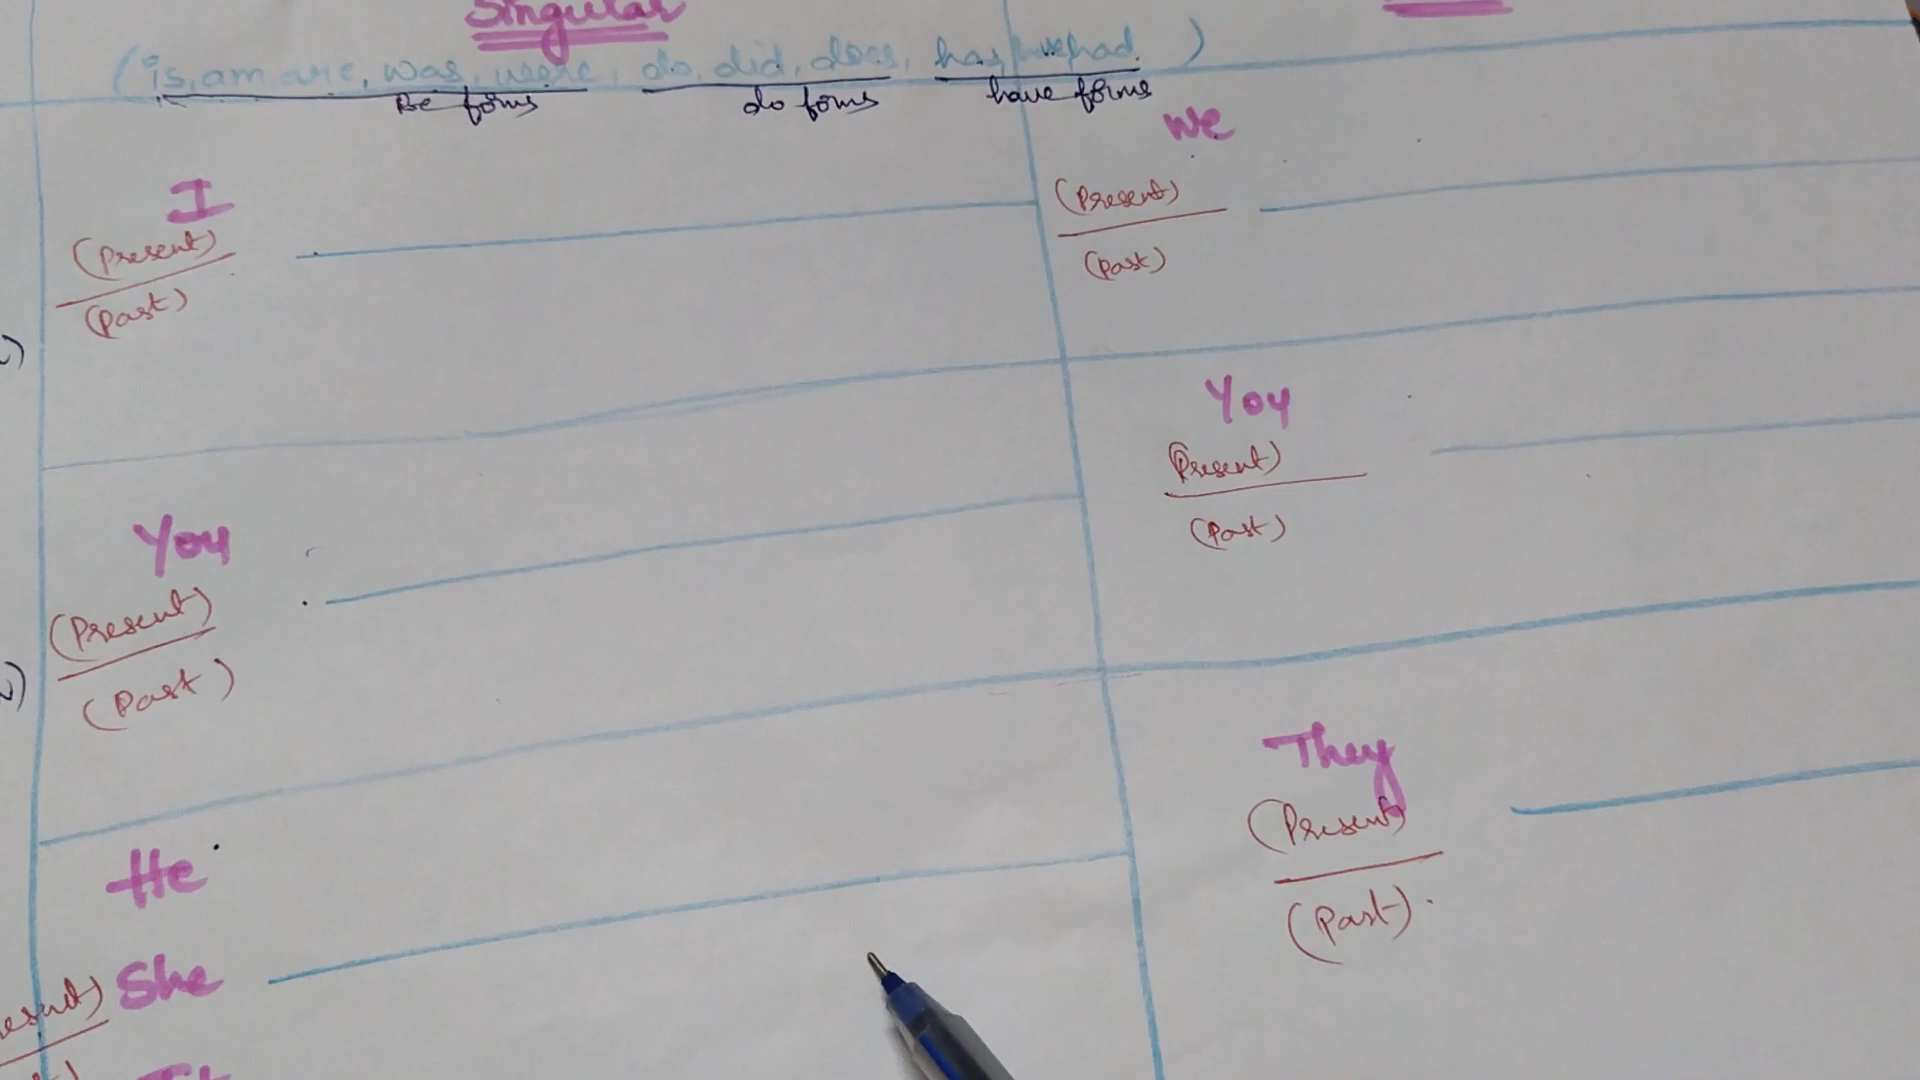 Singular
(is, am are, was, were, do, did, does, has, have had. )
Be forms do forms have forms
I
(Present)
(Past)
We
(Present)
(Past)
You
(Present)
(Past)
You
(Present)
(Past)
He
She
It
They
(Present)
(Past).